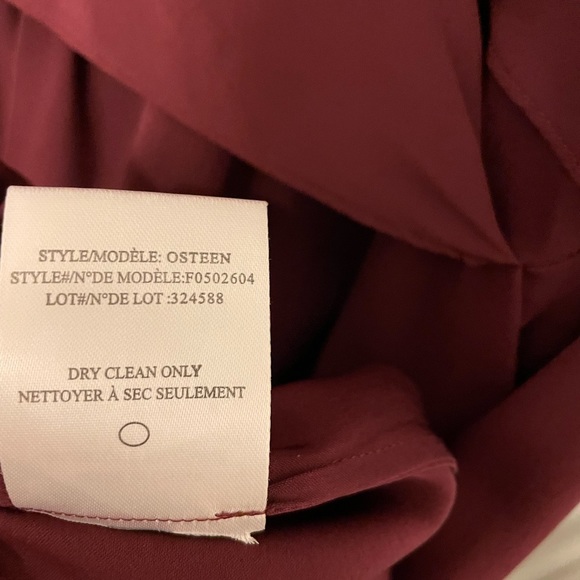 STYLE/MODÈLE: OSTEEN
STYLE#/N°DE MODÈLE:F0502604
LOT#/N°DE LOT :324588
DRY CLEAN ONLY
NETTOYER À SEC SEULEMENT